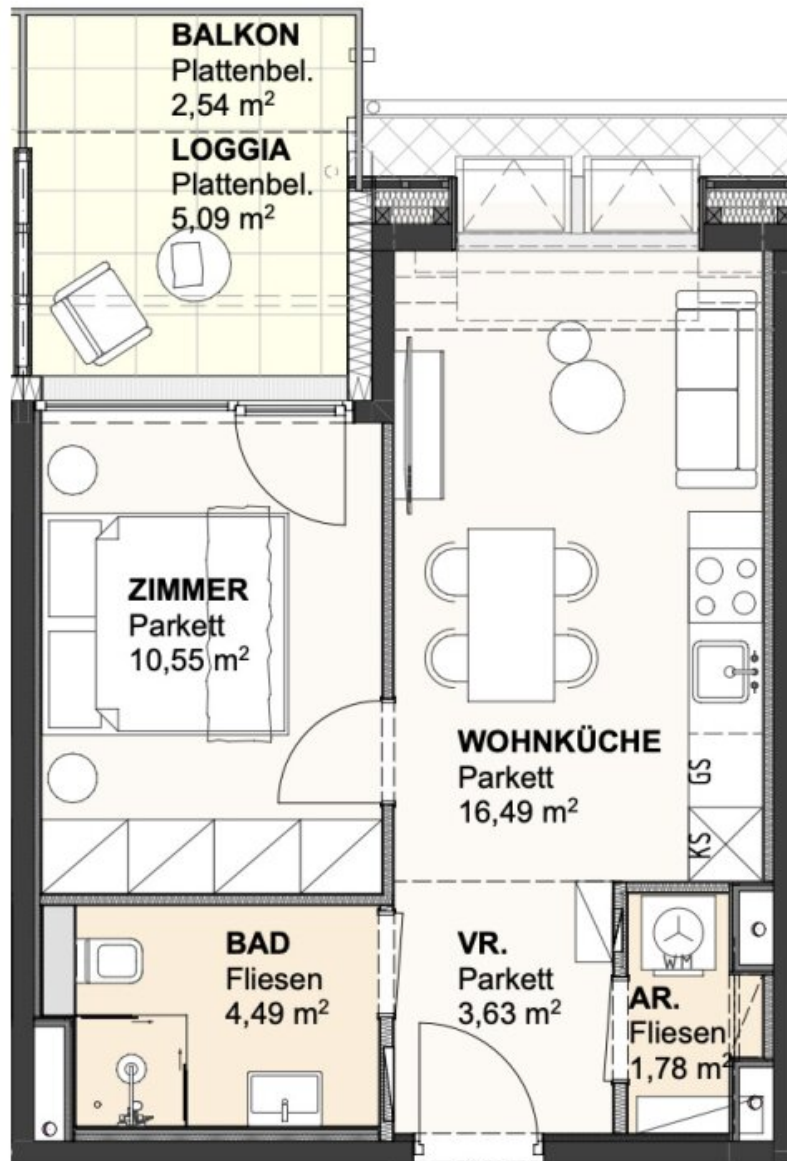 BALKON
Plattenbel.
2,54 m²
LOGGIA
Plattenbel.
5,09 m²
ZIMMER
Parkett
10,55 m²
WOHNKÜCHE
Parkett
16,49 m²
GS
KS
BAD
Fliesen
4,49 m²
VR.
Parkett
3,63 m²
WM
AR.
Fliesen
1,78 m²